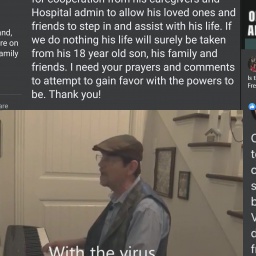 for cooperation from his caregivers and
Hospital admin to allow his loved ones and
friends to step in and assist with his life. If
we do nothing his life will surely be taken
from his 18 year old son, his family and
friends. I need your prayers and comments
to attempt to gain favor with the powers to
be. Thank you!
nd,
re on
amily
are
With the virus
O
A
Is t
Fre